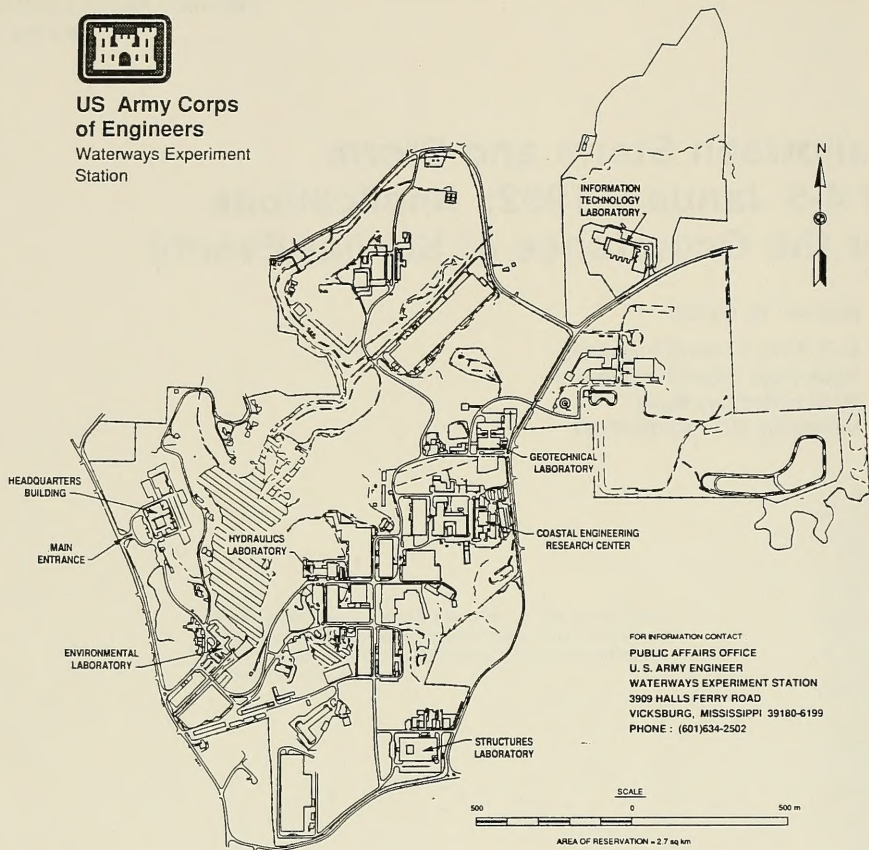 US Army Corps
of Engineers
Waterways Experiment
Station
N
INFORMATION
TECHNOLOGY
LABORATORY
GEOTECHNICAL
LABORATORY
HEADQUARTERS
BUILDING
MAIN
ENTRANCE
HYDRAULICS
LABORATORY
COASTAL ENGINEERING
RESEARCH CENTER
ENVIRONMENTAL
LABORATORY
FOR INFORMATION CONTACT
PUBLIC AFFAIRS OFFICE
U. S. ARMY ENGINEER
WATERWAYS EXPERIMENT STATION
3909 HALLS FERRY ROAD
VICKSBURG, MISSISSIPPI 39180-6199
PHONE : (601)634-2502
STRUCTURES
LABORATORY
SCALE
500 0 500 m
AREA OF RESERVATION = 2.7 sq km